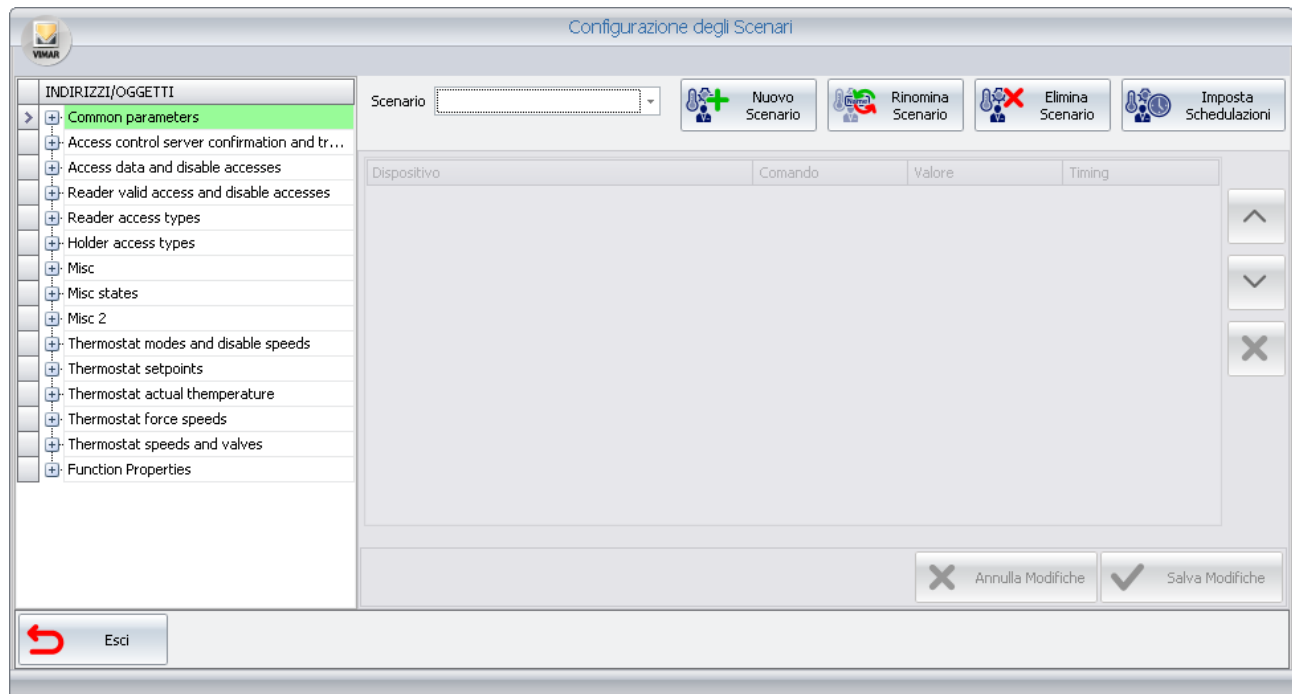 Configurazione degli Scenari
VIMAR
INDIRIZZI/OGGETTI
Common parameters
Access control server confirmation and tr...
Access data and disable accesses
Reader valid access and disable accesses
Reader access types
Holder access types
Misc
Misc states
Misc 2
Thermostat modes and disable speeds
Thermostat setpoints
Thermostat actual themperature
Thermostat force speeds
Thermostat speeds and valves
Function Properties
Scenario
Nuovo
Scenario
Rinomina
Scenario
Elimina
Scenario
Imposta
Schedulazioni
Dispositivo Comando Valore Timing
Annulla Modifiche
Salva Modifiche
Esci